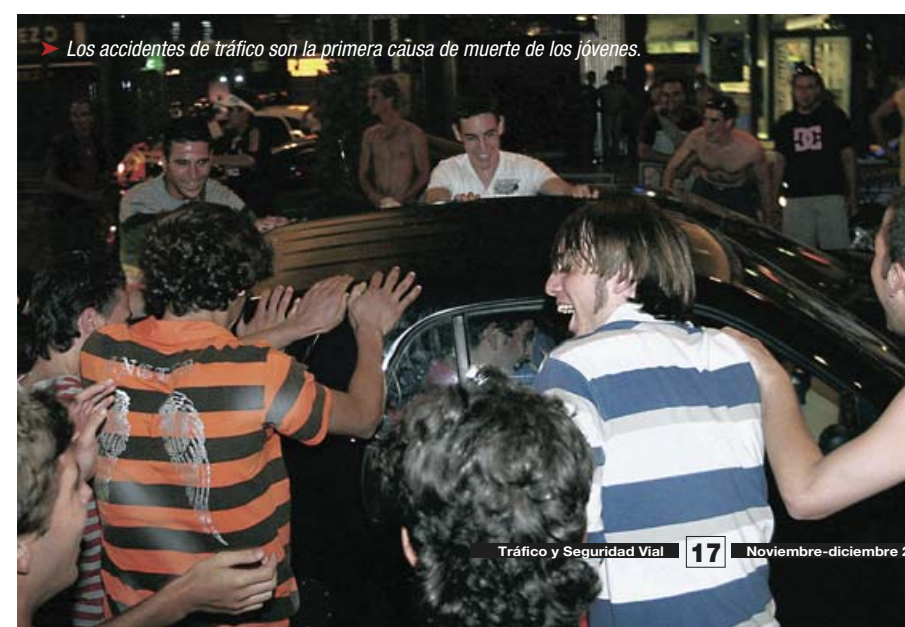 ➤ Los accidentes de tráfico son la primera causa de muerte de los jóvenes.
DC
Tráfico y Seguridad Vial 17 Noviembre-diciembre 2